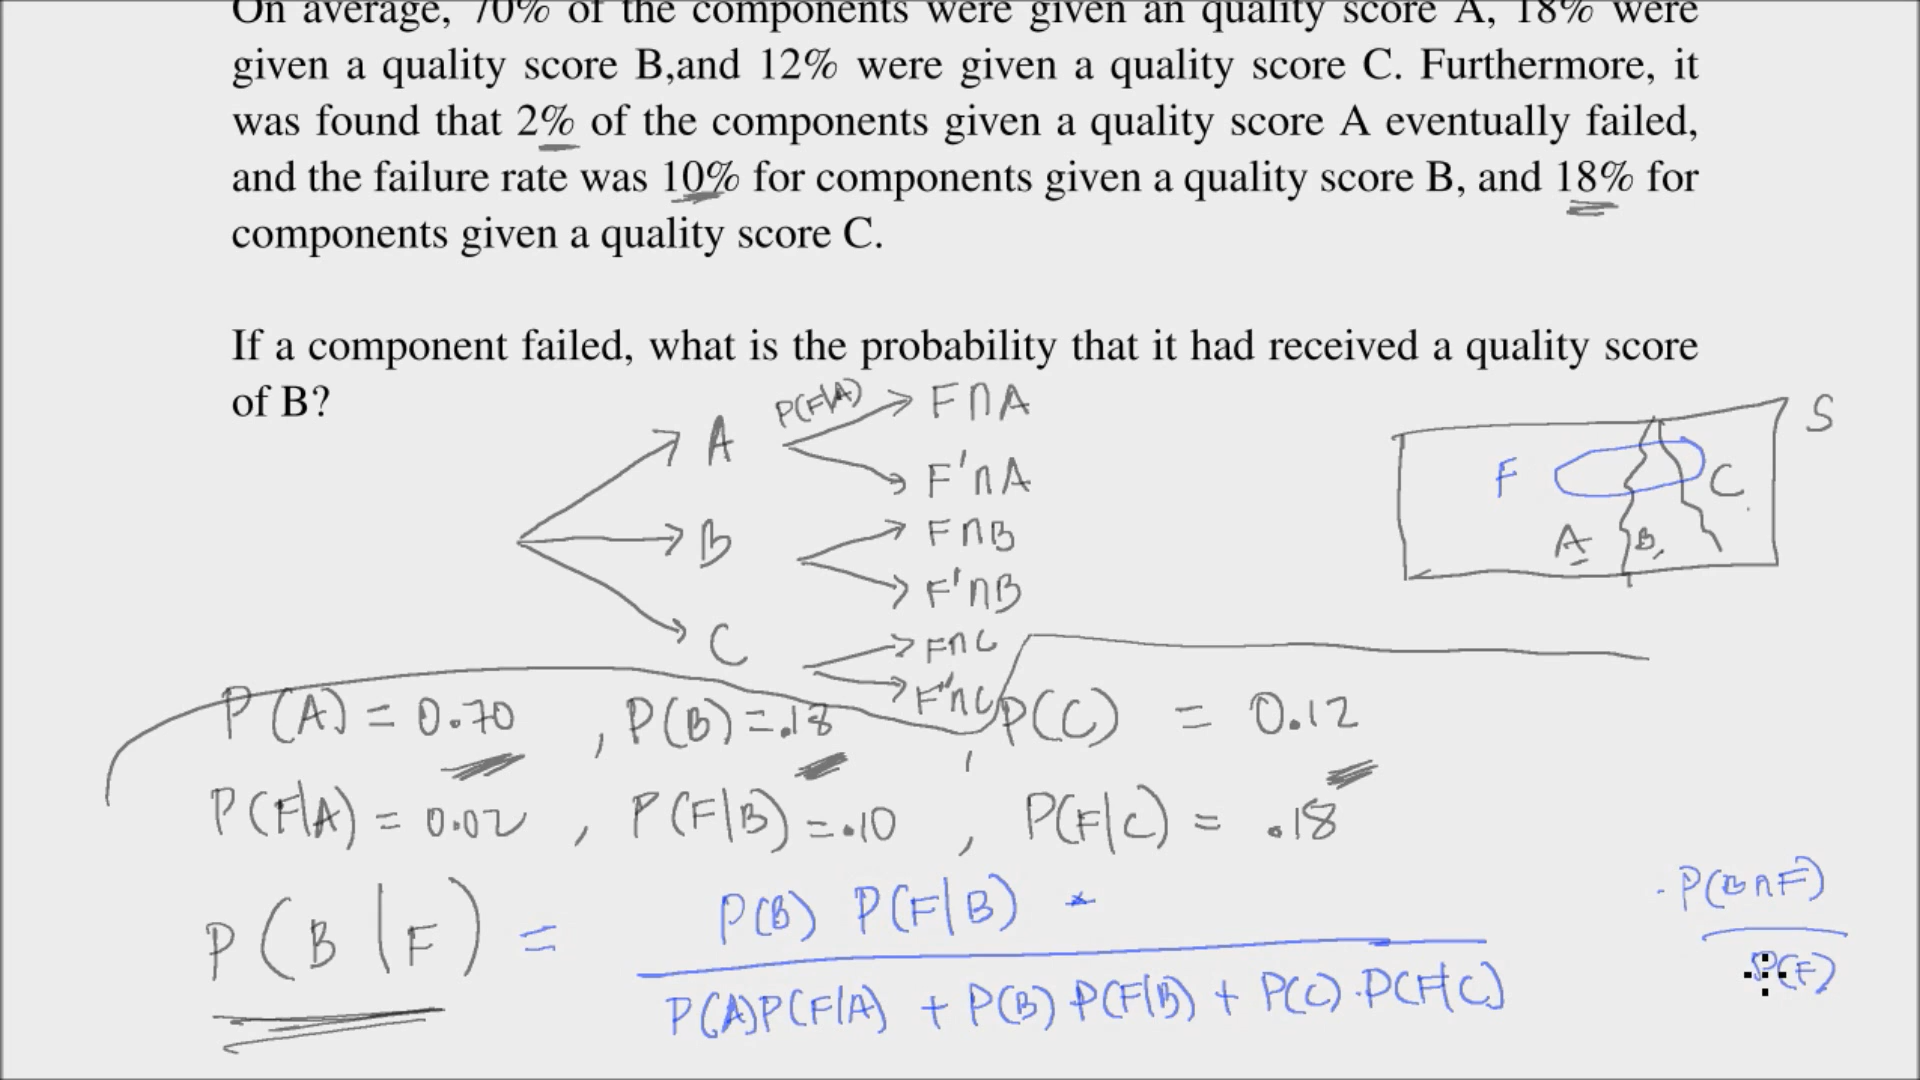 On average, 70% of the components were given an quality score A, 18% were
given a quality score B,and 12% were given a quality score C. Furthermore, it
was found that 2% of the components given a quality score A eventually failed,
and the failure rate was 10% for components given a quality score B, and 18% for
components given a quality score C.
If a component failed, what is the probability that it had received a quality score
of B?
P(F|A) F∩A
A
F'∩A
B F∩B
F'∩B
C F∩C
F'∩C
S
F C
A B
P(A) = 0.70 , P(B) = .18 , P(C) = 0.12
P(F|A) = 0.02 , P(F|B) = .10 , P(F|C) = .18
P(B|F) = P(B) P(F|B)
P(A)P(F|A) + P(B) P(F|B) + P(C).P(F|C)
P(B∩F)
P(F)